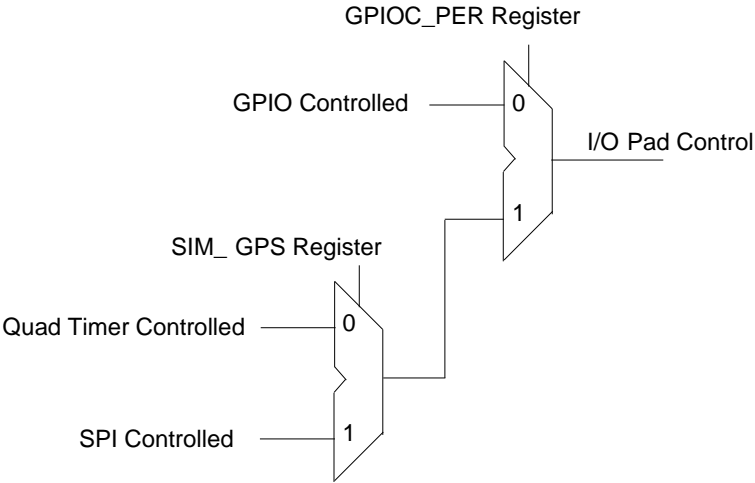 GPIOC_PER Register
GPIO Controlled
0
I/O Pad Control
1
SIM_ GPS Register
Quad Timer Controlled
0
SPI Controlled
1